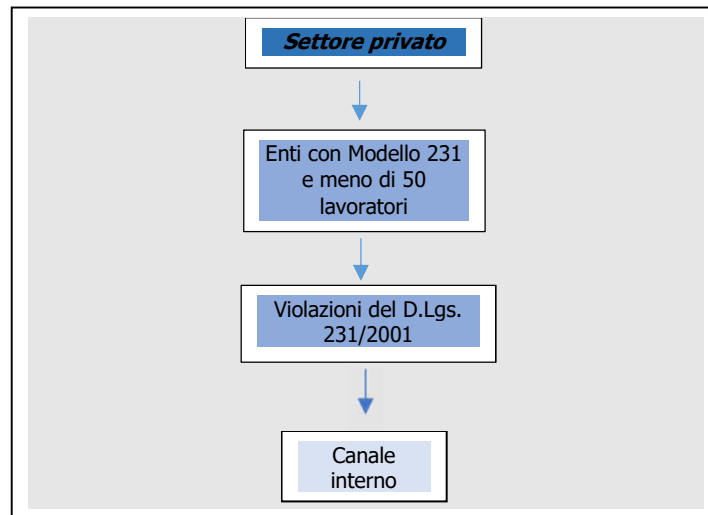 Settore privato
Enti con Modello 231
e meno di 50
lavoratori
Violazioni del D.Lgs.
231/2001
Canale
interno